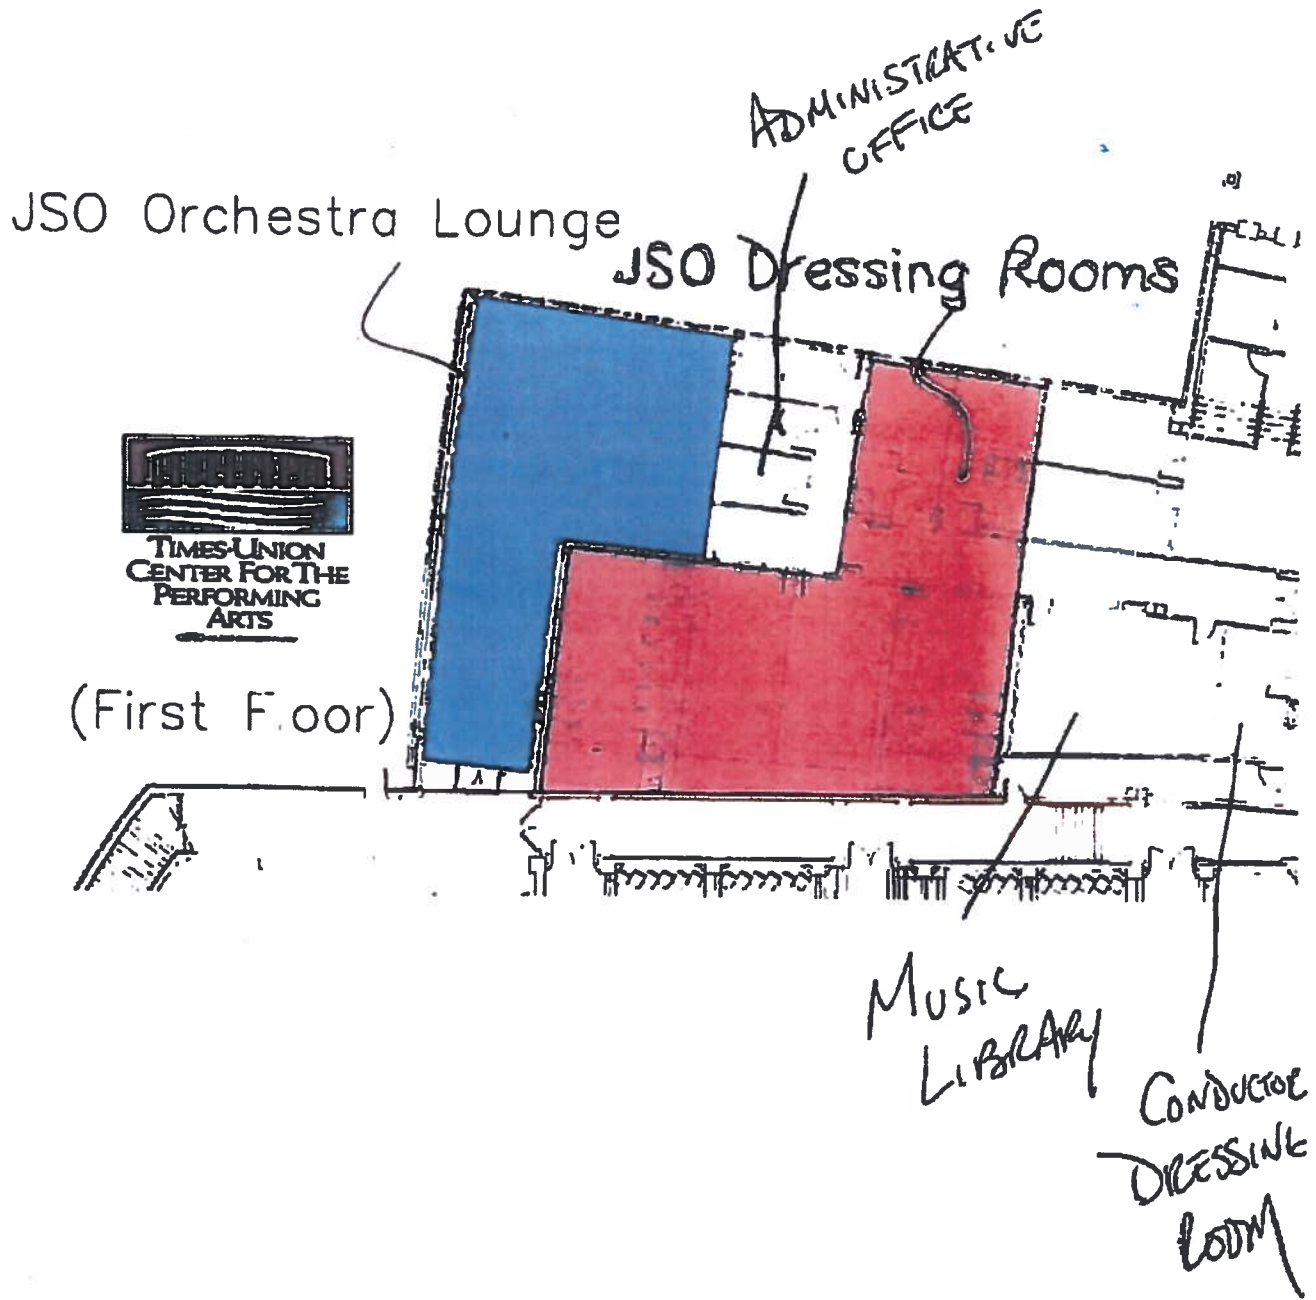 ADMINISTRATIVE
OFFICE
JSO Orchestra Lounge
JSO Dressing Rooms
TIMES-UNION
CENTER FOR THE
PERFORMING
ARTS
(First F oor)
MUSIC
LIBRARY
CONDUCTOR
DRESSING
ROOM